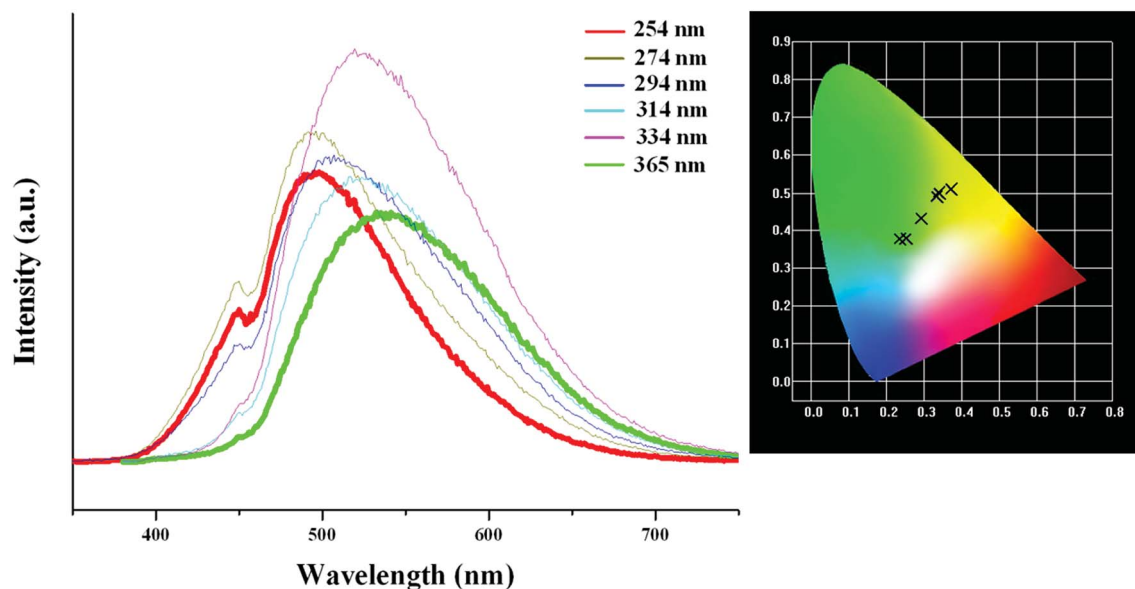 254 nm
274 nm
294 nm
314 nm
334 nm
365 nm
Intensity (a.u.)
400
500
600
700
Wavelength (nm)
0.9
0.8
0.7
0.6
0.5
0.4
0.3
0.2
0.1
0.0
0.0 0.1 0.2 0.3 0.4 0.5 0.6 0.7 0.8